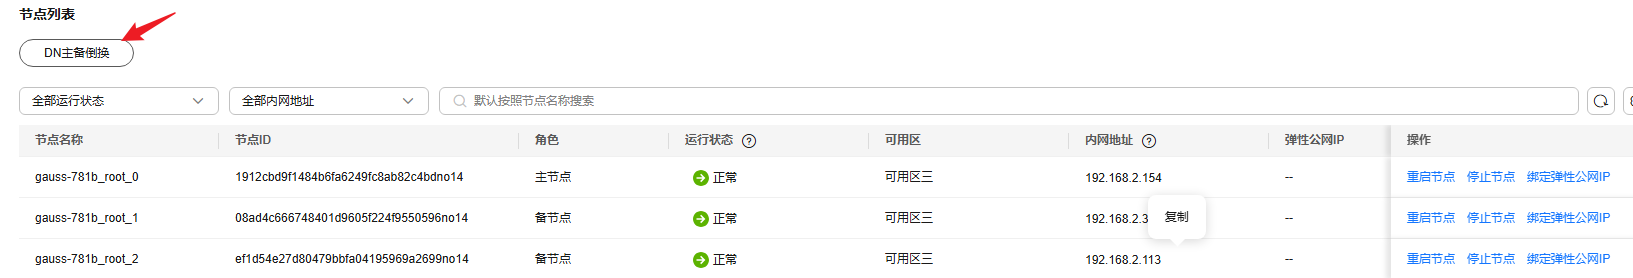 节点列表
DN主备倒换
全部运行状态 全部内网地址 默认按照节点名称搜索
节点名称 节点ID 角色 运行状态 可用区 内网地址 弹性公网IP 操作
gauss-781b_root_0 1912cbd9f1484b6fa6249fc8ab82c4bdno14 主节点 正常 可用区三 192.168.2.154 -- 重启节点 停止节点 绑定弹性公网IP
gauss-781b_root_1 08ad4c666748401d9605f224f9550596no14 备节点 正常 可用区三 192.168.2.3 复制 -- 重启节点 停止节点 绑定弹性公网IP
gauss-781b_root_2 ef1d54e27d80479bbfa04195969a2699no14 备节点 正常 可用区三 192.168.2.113 -- 重启节点 停止节点 绑定弹性公网IP